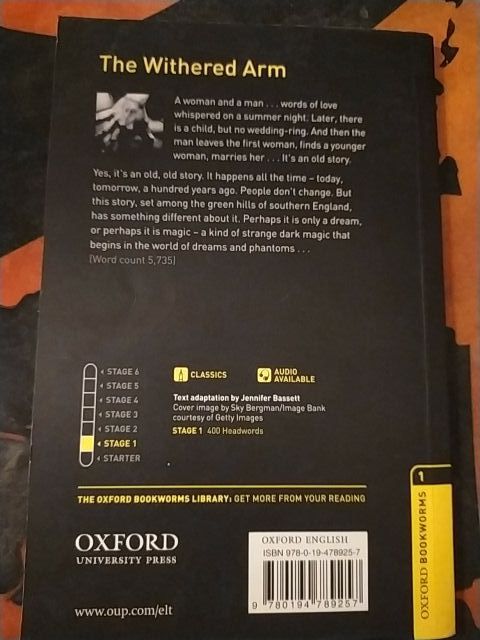 The Withered Arm
A woman and a man . . . words of love
whispered on a summer night. Later, there
is a child, but no wedding-ring. And then the
man leaves the first woman, finds a younger
woman, marries her . . . It's an old story.
Yes, it's an old, old story. It happens all the time – today,
tomorrow, a hundred years ago. People don't change. But
this story, set among the green hills of southern England,
has something different about it. Perhaps it is only a dream,
or perhaps it is magic – a kind of strange dark magic that
begins in the world of dreams and phantoms . . .
[Word count 5,735]
STAGE 6
STAGE 5
STAGE 4
STAGE 3
STAGE 2
STAGE 1
STARTER
CLASSICS
AUDIO
AVAILABLE
Text adaptation by Jennifer Bassett
Cover image by Sky Bergman/Image Bank
courtesy of Getty Images
STAGE 1 400 Headwords
THE OXFORD BOOKWORMS LIBRARY: GET MORE FROM YOUR READING
OXFORD
UNIVERSITY PRESS
www.oup.com/elt
OXFORD ENGLISH
ISBN 978-0-19-478925-7
9 780194 789257
1
OXFORD BOOKWORMS